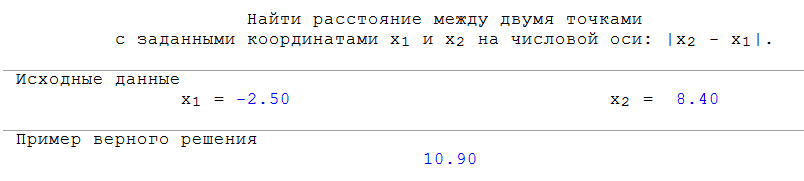 Найти расстояние между двумя точками
с заданными координатами x₁ и x₂ на числовой оси: |x₂ - x₁|.
Исходные данные
x₁ = -2.50 x₂ = 8.40
Пример верного решения
10.90